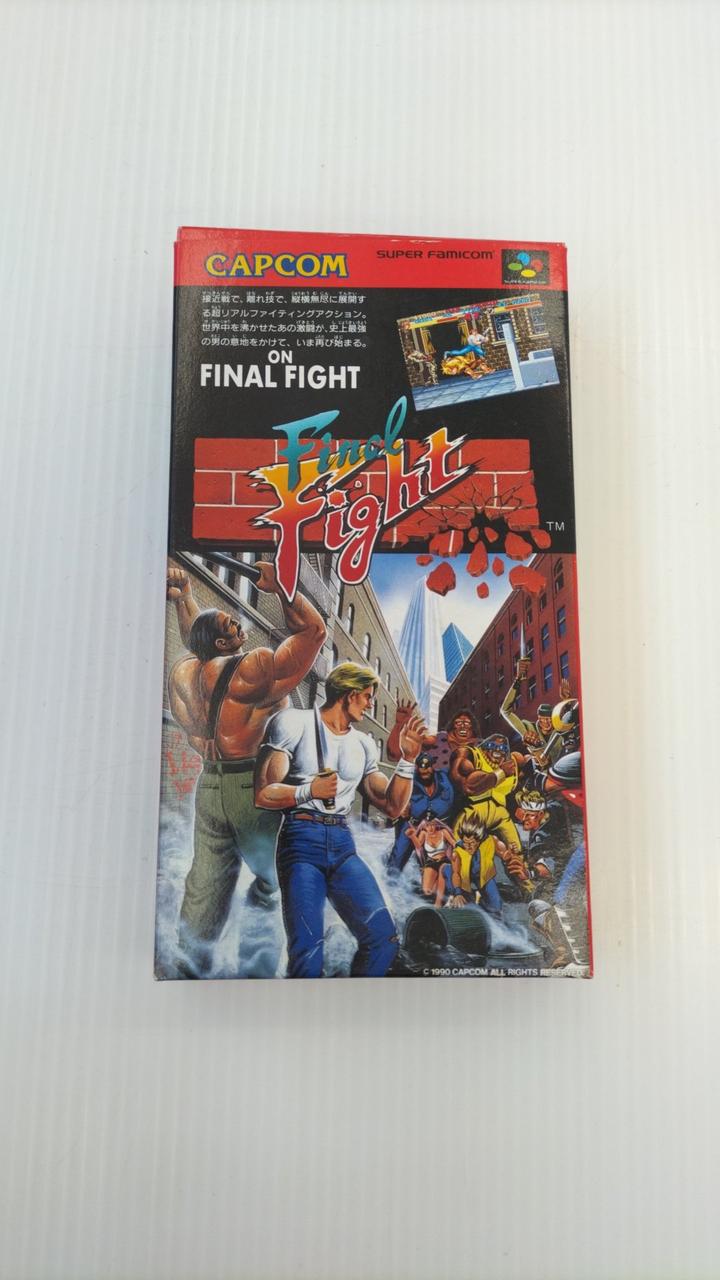 CAPCOM
SUPER FAMICOM
接近戦で、離れ技で、縦横無尽に展開す
る超リアルファイティングアクション。
世界中を沸かせたあの激闘が、史上最強
の男の意地をかけて、いま再び始まる。
ON
FINAL FIGHT
Final
Fight
TM
© 1990 CAPCOM ALL RIGHTS RESERVED.